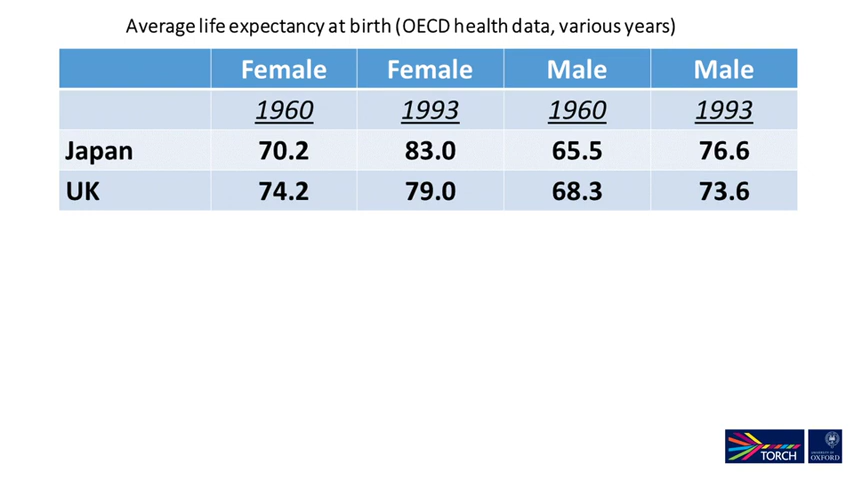 Average life expectancy at birth (OECD health data, various years)
Female Female Male Male
1960 1993 1960 1993
Japan 70.2 83.0 65.5 76.6
UK 74.2 79.0 68.3 73.6
TORCH
UNIVERSITY OF
OXFORD